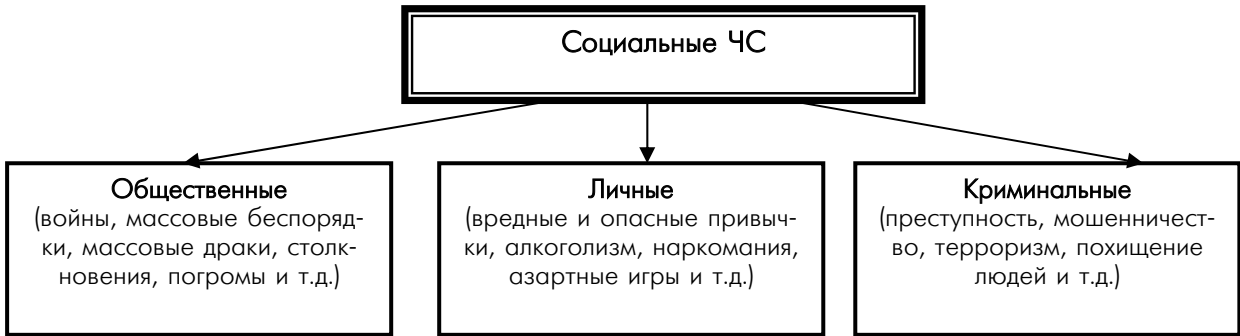 Социальные ЧС
Общественные
(войны, массовые беспоряд-
ки, массовые драки, столк-
новения, погромы и т.д.)
Личные
(вредные и опасные привыч-
ки, алкоголизм, наркомания,
азартные игры и т.д.)
Криминальные
(преступность, мошенничест-
во, терроризм, похищение
людей и т.д.)